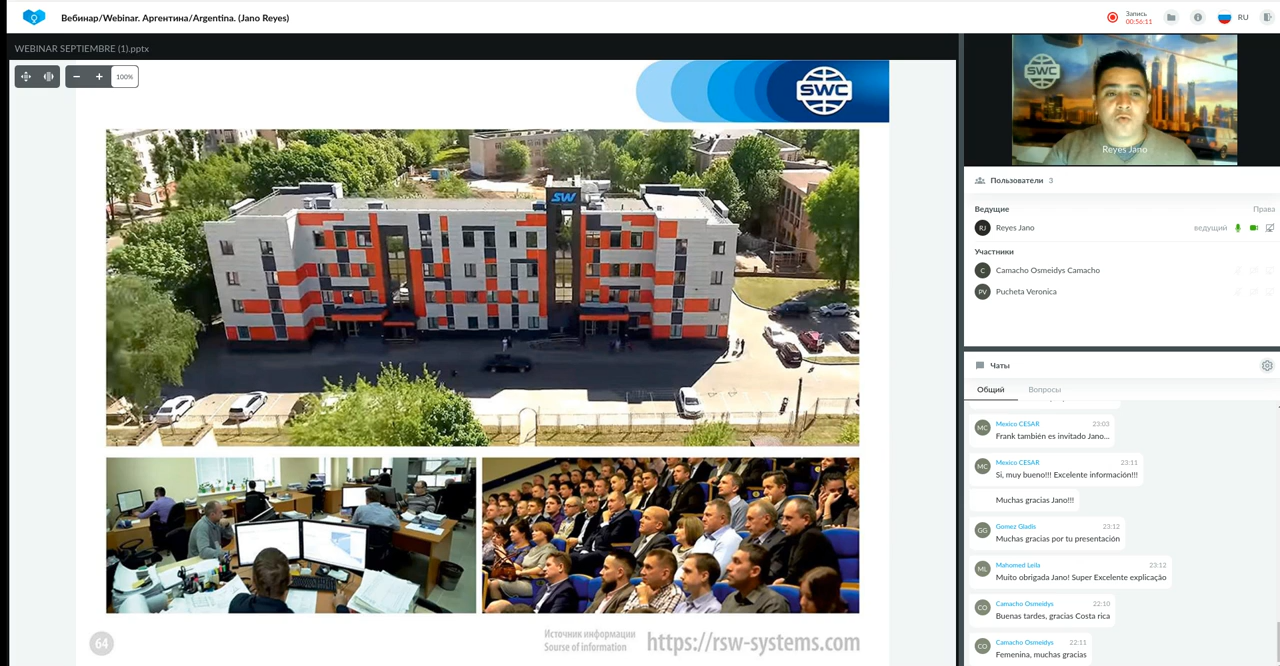 Вебинар/Webinar. Аргентина/Argentina. (Jano Reyes)
Запись
00:56:11
RU
WEBINAR SEPTIEMBRE (1).pptx
100%
SWC
SW
64
Источник информации
Sourse of information
https://rsw-systems.com
SWC
Reyes Jano
Пользователи 3
Ведущие Права
RJ Reyes Jano ведущий
Участники
C Camacho Osmeidys Camacho
PV Pucheta Veronica
Чаты
Общий Вопросы
MC Mexico CESAR 23:03
Frank también es invitado Jano...
MC Mexico CESAR 23:11
Si, muy bueno!!! Excelente información!!!
Muchas gracias Jano!!!
GG Gomez Gladis 23:12
Muchas gracias por tu presentación
ML Mahomed Leila 23:12
Muito obrigada Jano! Super Excelente explicação
CO Camacho Osmeidys 22:10
Buenas tardes, gracias Costa rica
CO Camacho Osmeidys 22:11
Femenina, muchas gracias